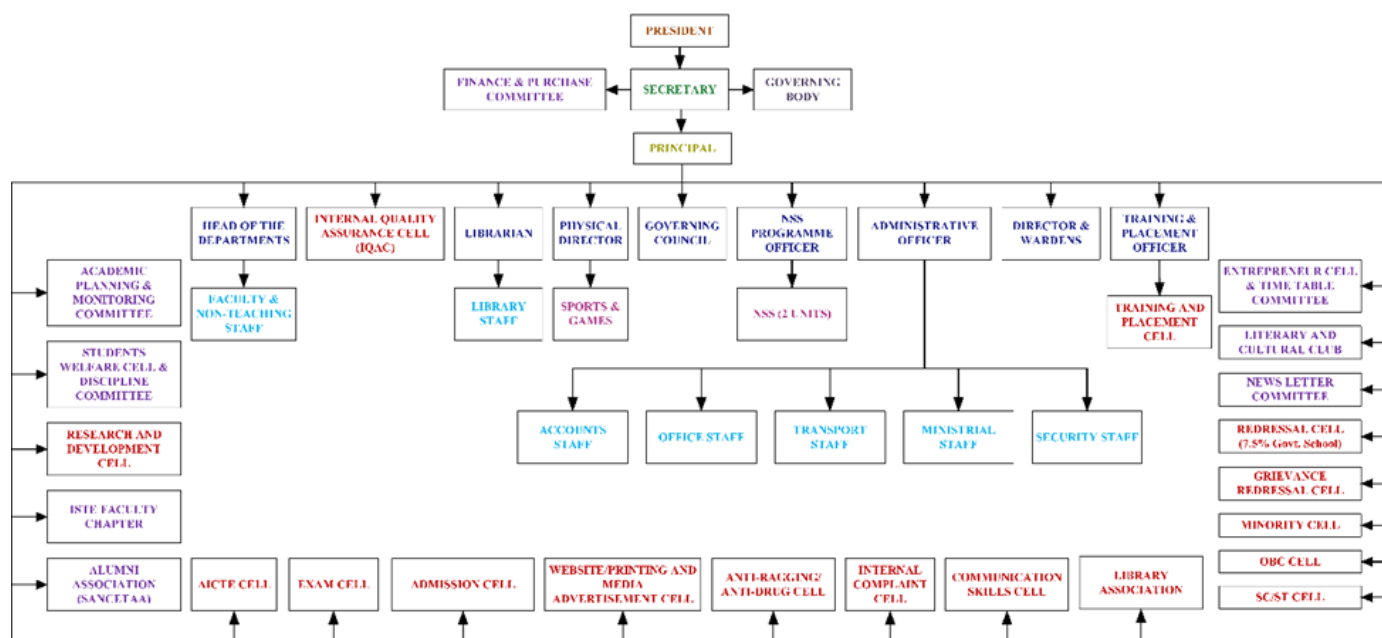 PRESIDENT
FINANCE & PURCHASE
COMMITTEE
SECRETARY
GOVERNING
BODY
PRINCIPAL
HEAD OF THE
DEPARTMENTS
INTERNAL QUALITY
ASSURANCE CELL
(IQAC)
LIBRARIAN
PHYSICAL
DIRECTOR
GOVERNING
COUNCIL
NSS
PROGRAMME
OFFICER
ADMINISTRATIVE
OFFICER
DIRECTOR &
WARDENS
TRAINING &
PLACEMENT
OFFICER
ACADEMIC
PLANNING &
MONITORING
COMMITTEE
FACULTY &
NON-TEACHING
STAFF
LIBRARY
STAFF
SPORTS &
GAMES
NSS (2 UNITS)
TRAINING AND
PLACEMENT
CELL
ENTREPRENEUR CELL
& TIME TABLE
COMMITTEE
STUDENTS
WELFARE CELL &
DISCIPLINE
COMMITTEE
LITERARY AND
CULTURAL CLUB
NEWS LETTER
COMMITTEE
RESEARCH AND
DEVELOPMENT
CELL
ACCOUNTS
STAFF
OFFICE STAFF
TRANSPORT
STAFF
MINISTRIAL STAFF
SECURITY STAFF
REDRESSAL CELL
(7.5% Govt. School)
GRIEVANCE
REDRESSAL CELL
ISTE FACULTY
CHAPTER
MINORITY CELL
ALUMNI
ASSOCIATION
(SANCETAA)
AICTE CELL
EXAM CELL
ADMISSION CELL
WEBSITE/PRINTING AND
MEDIA
ADVERTISEMENT CELL
ANTI-RAGGING/
ANTI-DRUG CELL
INTERNAL
COMPLAINT
CELL
COMMUNICATION
SKILLS CELL
LIBRARY
ASSOCIATION
OBC CELL
SC/ST CELL